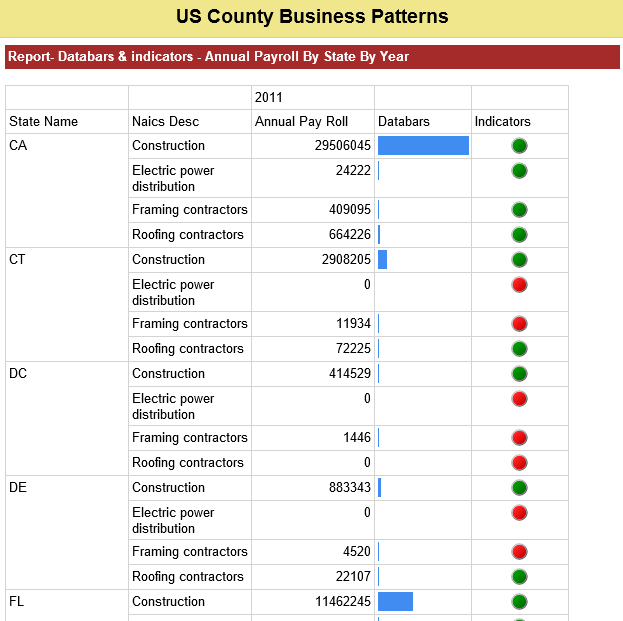 US County Business Patterns
Report- Databars & indicators - Annual Payroll By State By Year
2011
State Name Naics Desc Annual Pay Roll Databars Indicators
CA Construction 29506045
Electric power distribution 24222
Framing contractors 409095
Roofing contractors 664226
CT Construction 2908205
Electric power distribution 0
Framing contractors 11934
Roofing contractors 72225
DC Construction 414529
Electric power distribution 0
Framing contractors 1446
Roofing contractors 0
DE Construction 883343
Electric power distribution 0
Framing contractors 4520
Roofing contractors 22107
FL Construction 11462245